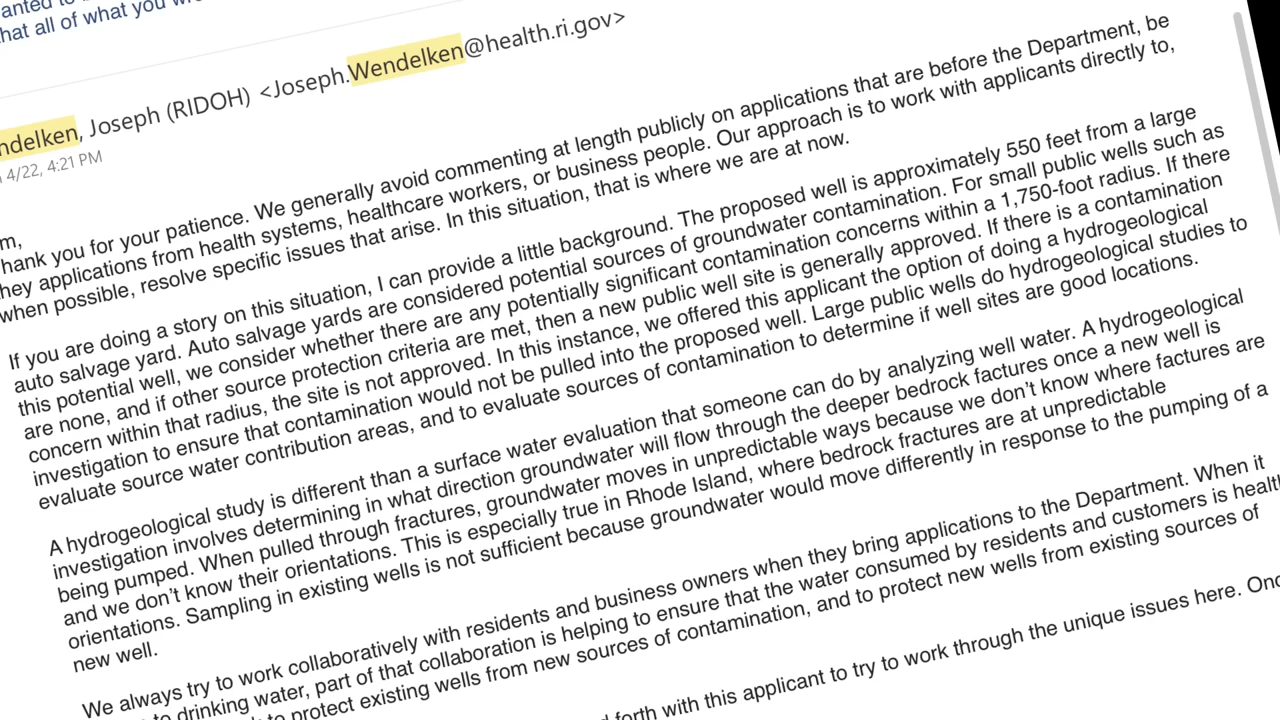 anted to
hat all of what you
ndelken, Joseph (RIDOH) <Joseph.Wendelken@health.ri.gov>
4/22, 4:21 PM
m,
hank you for your patience. We generally avoid commenting at length publicly on applications that are before the Department, be
hey applications from health systems, healthcare workers, or business people. Our approach is to work with applicants directly to,
when possible, resolve specific issues that arise. In this situation, that is where we are at now.
If you are doing a story on this situation, I can provide a little background. The proposed well is approximately 550 feet from a large
auto salvage yard. Auto salvage yards are considered potential sources of groundwater contamination. For small public wells such as
this potential well, we consider whether there are any potentially significant contamination concerns within a 1,750-foot radius. If there
are none, and if other source protection criteria are met, then a new public well site is generally approved. If there is a contamination
concern within that radius, the site is not approved. In this instance, we offered this applicant the option of doing a hydrogeological
investigation to ensure that contamination would not be pulled into the proposed well. Large public wells do hydrogeological studies to
evaluate source water contribution areas, and to evaluate sources of contamination to determine if well sites are good locations.
A hydrogeological study is different than a surface water evaluation that someone can do by analyzing well water. A hydrogeological
investigation involves determining in what direction groundwater will flow through the deeper bedrock factures once a new well is
being pumped. When pulled through fractures, groundwater moves in unpredictable ways because we don't know where factures are
and we don't know their orientations. This is especially true in Rhode Island, where bedrock fractures are at unpredictable
orientations. Sampling in existing wells is not sufficient because groundwater would move differently in response to the pumping of a
new well.
We always try to work collaboratively with residents and business owners when they bring applications to the Department. When it
to drinking water, part of that collaboration is helping to ensure that the water consumed by residents and customers is healt
to protect existing wells from new sources of contamination, and to protect new wells from existing sources of
d forth with this applicant to try to work through the unique issues here. Onc